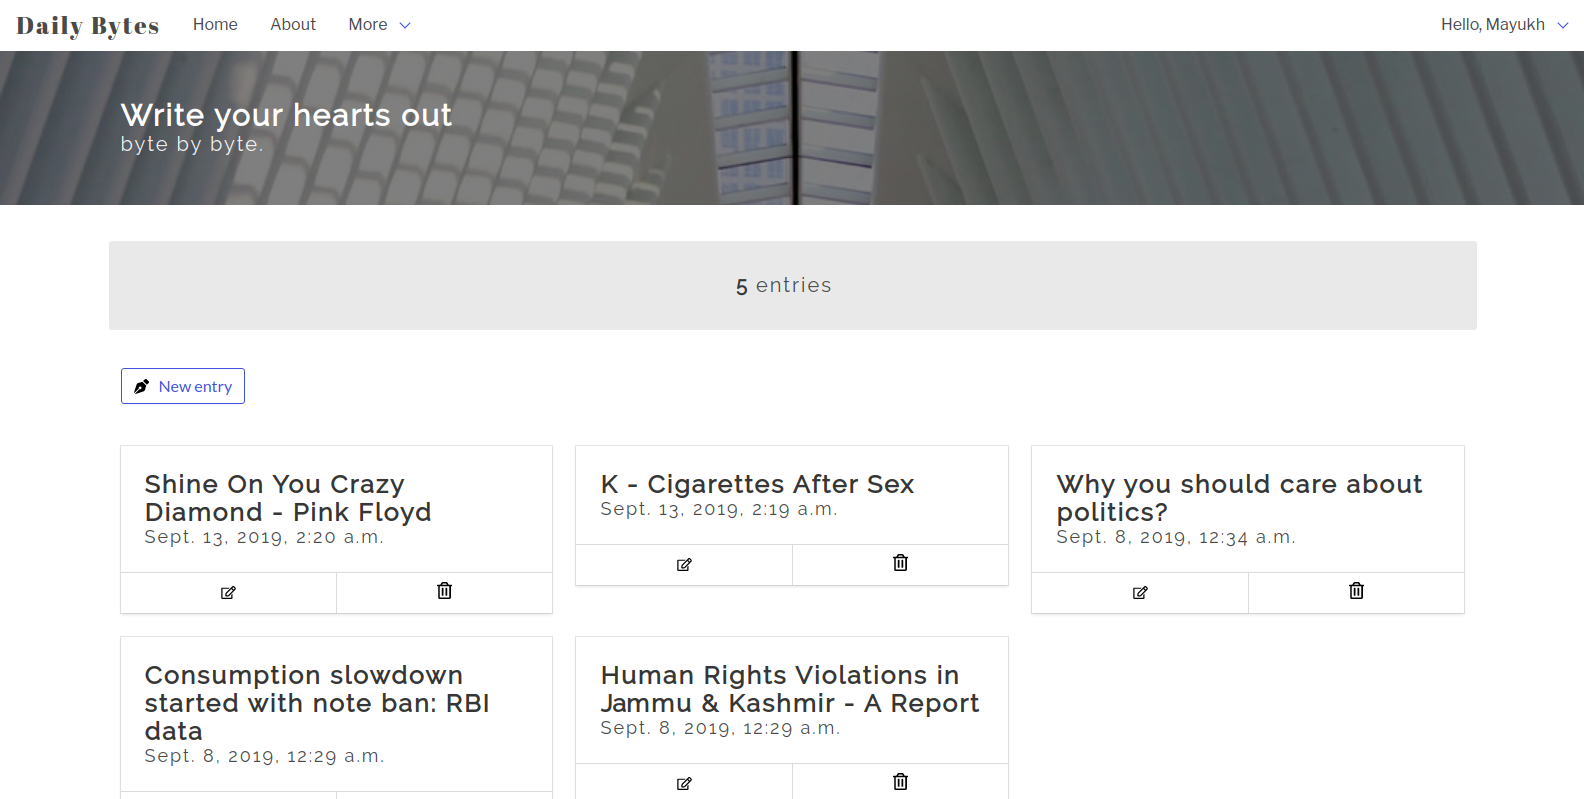 Daily Bytes Home About More Hello, Mayukh
Write your hearts out
byte by byte.
5 entries
New entry
Shine On You Crazy
Diamond - Pink Floyd
Sept. 13, 2019, 2:20 a.m.
K - Cigarettes After Sex
Sept. 13, 2019, 2:19 a.m.
Why you should care about
politics?
Sept. 8, 2019, 12:34 a.m.
Consumption slowdown
started with note ban: RBI
data
Sept. 8, 2019, 12:29 a.m.
Human Rights Violations in
Jammu & Kashmir - A Report
Sept. 8, 2019, 12:29 a.m.